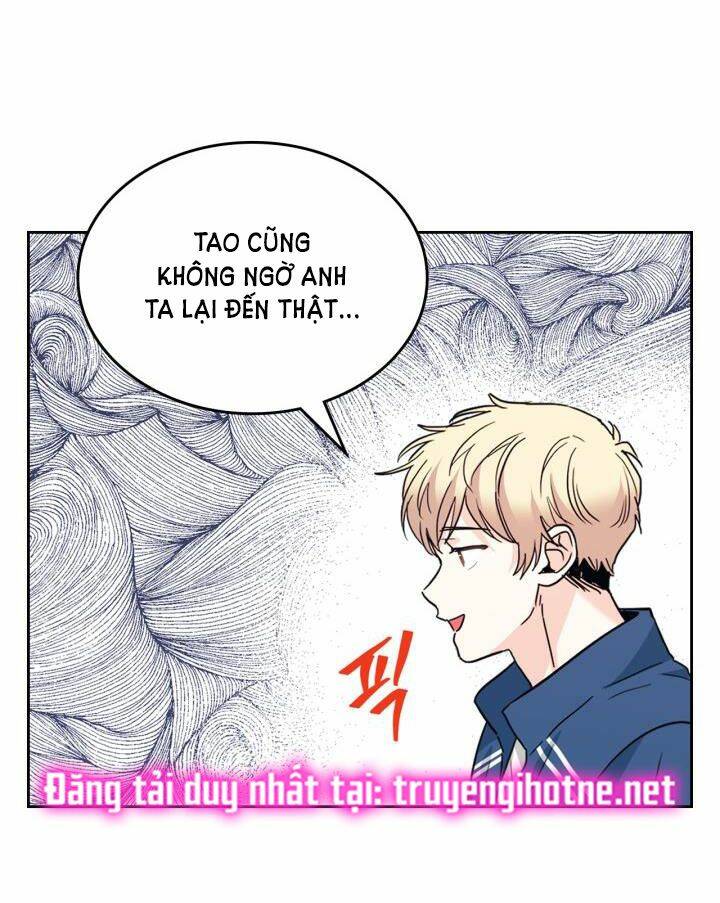 TAO CŨNG
KHÔNG NGỜ ANH
TA LẠI ĐẾN THẬT...
픽
Đăng tải duy nhất tại: truyengihotne.net